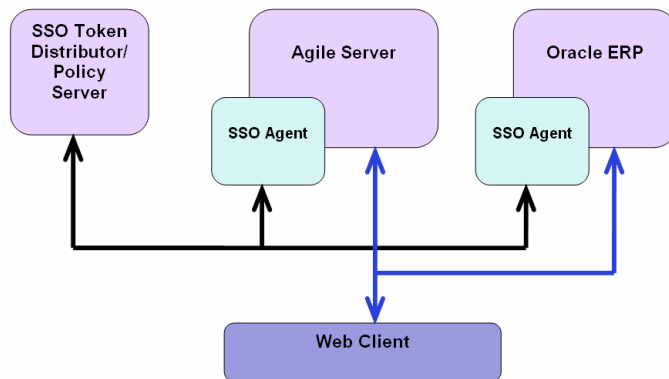 SSO Token
Distributor/
Policy
Server
Agile Server
SSO Agent
Oracle ERP
SSO Agent
Web Client